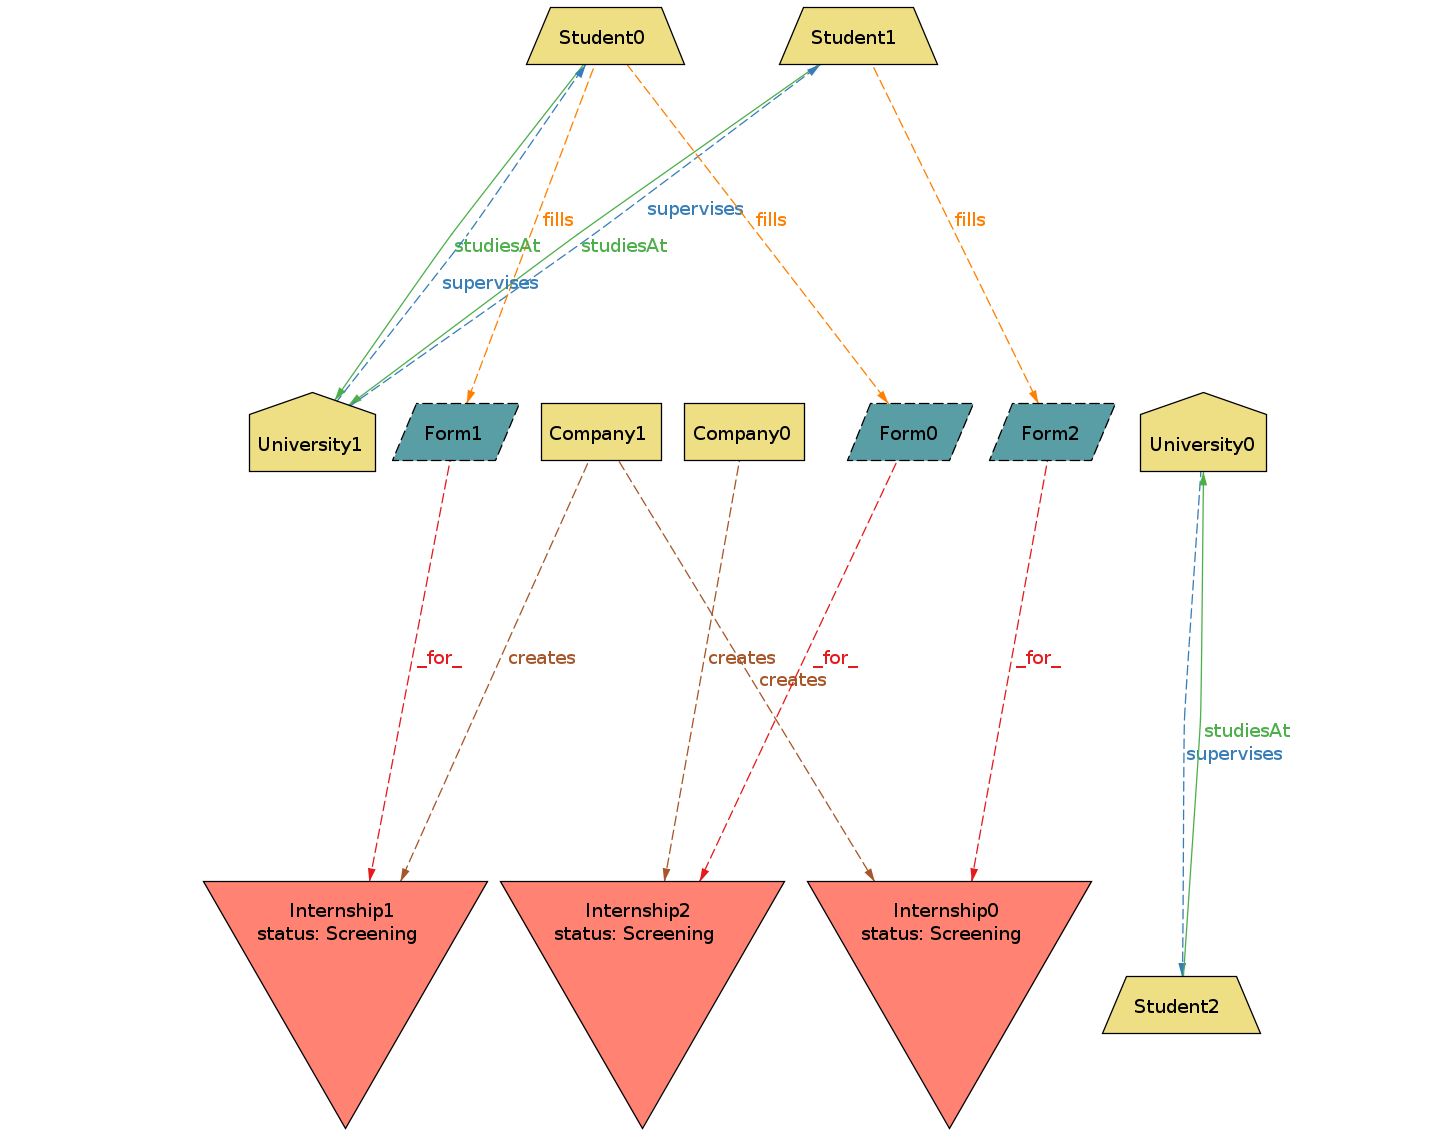 Student0
Student1
supervises
fills
fills
fills
studiesAt
studiesAt
supervises
University1
Form1
Company1
Company0
Form0
Form2
University0
_for_
creates
creates
_for_
_for_
creates
studiesAt
supervises
Internship1
status: Screening
Internship2
status: Screening
Internship0
status: Screening
Student2